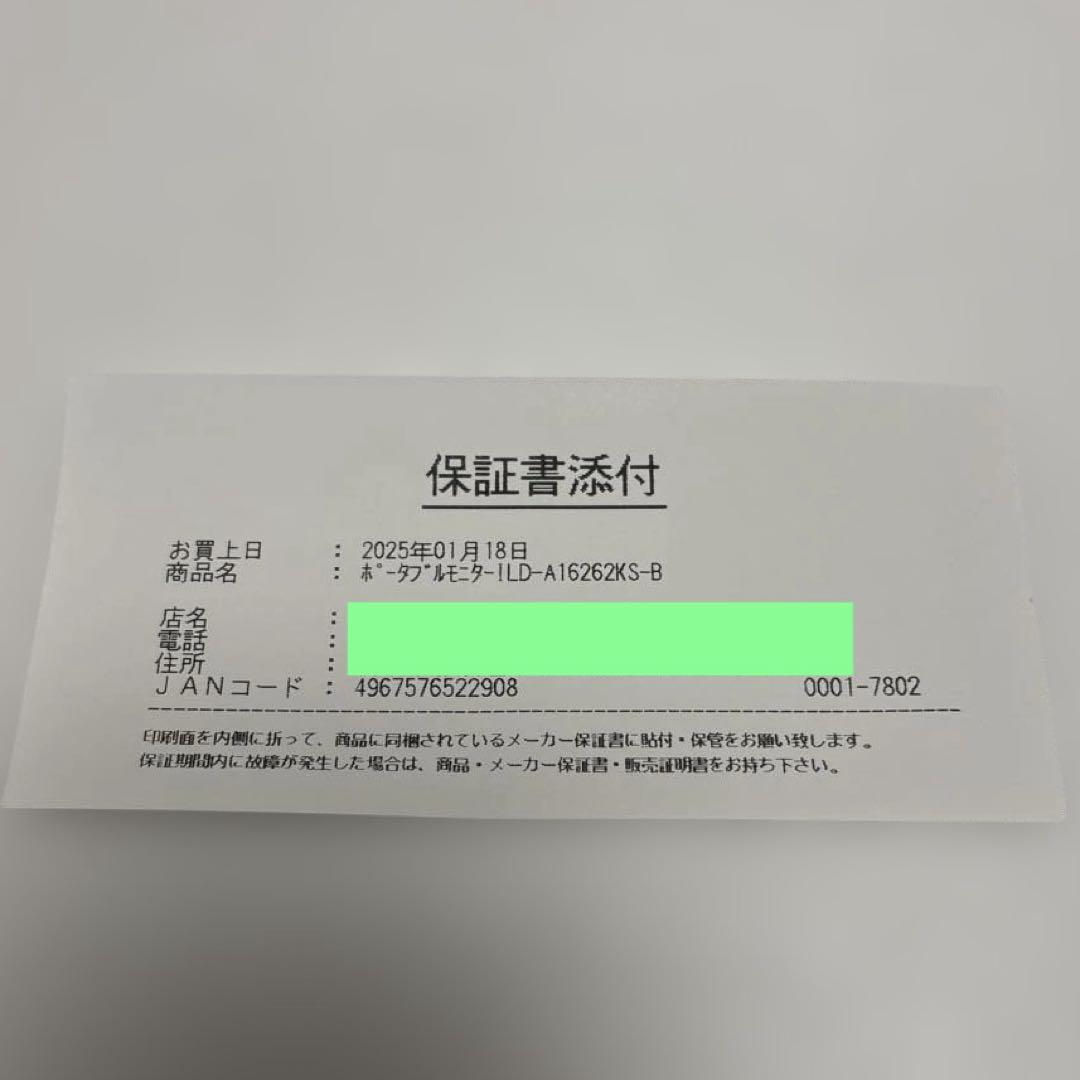 保証書添付
お買上日 : 2025年01月18日
商品名 : ﾎﾟｰﾀﾌﾞﾙﾓﾆﾀｰILD-A16262KS-B
店名 :
電話 :
住所 :
ＪＡＮコード : 4967576522908 0001-7802
印刷面を内側に折って、商品に同梱されているメーカー保証書に貼付・保管をお願い致します。
保証期間内に故障が発生した場合は、商品・メーカー保証書・販売証明書をお持ち下さい。